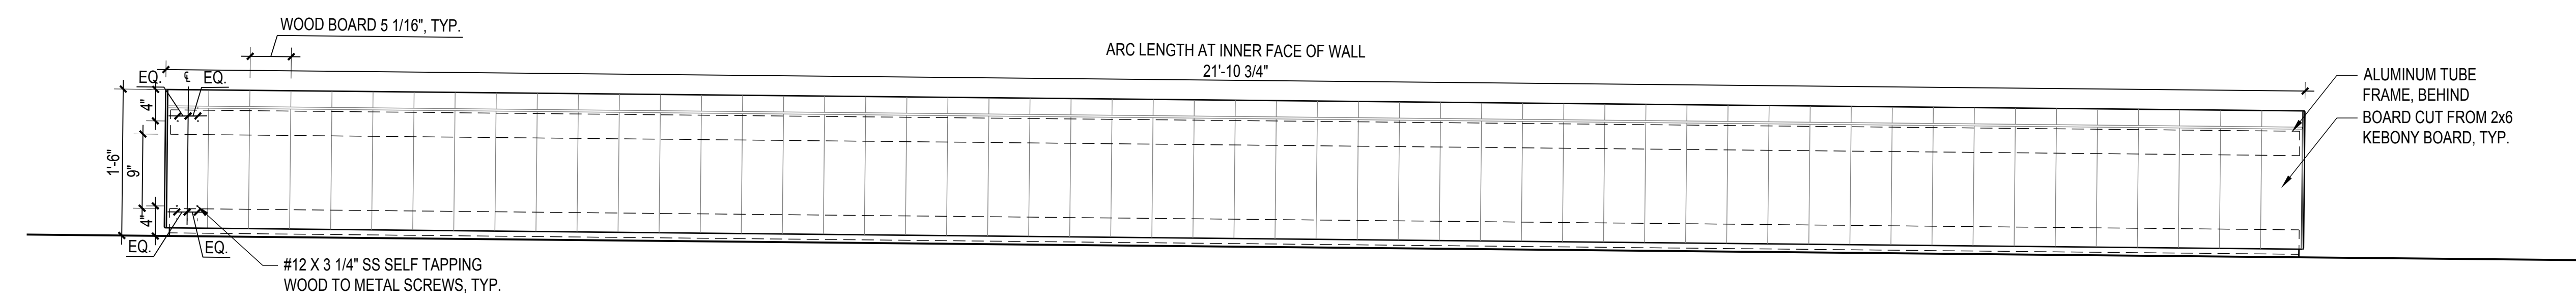 WOOD BOARD 5 1/16", TYP.
ARC LENGTH AT INNER FACE OF WALL
21'-10 3/4"
EQ.
℄
EQ.
4"
1'-6"
9"
4"
EQ.
EQ.
ALUMINUM TUBE
FRAME, BEHIND
BOARD CUT FROM 2x6
KEBONY BOARD, TYP.
#12 X 3 1/4" SS SELF TAPPING
WOOD TO METAL SCREWS, TYP.